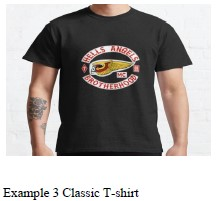 HELLS ANGELS
MC
BROTHERHOOD
Example 3 Classic T-shirt